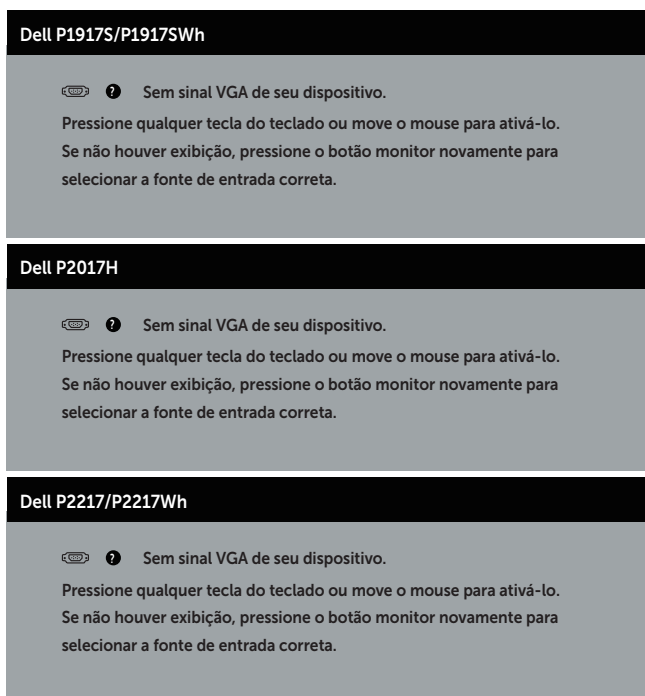 Dell P1917S/P1917SWh
? Sem sinal VGA de seu dispositivo.
Pressione qualquer tecla do teclado ou move o mouse para ativá-lo.
Se não houver exibição, pressione o botão monitor novamente para
selecionar a fonte de entrada correta.
Dell P2017H
? Sem sinal VGA de seu dispositivo.
Pressione qualquer tecla do teclado ou move o mouse para ativá-lo.
Se não houver exibição, pressione o botão monitor novamente para
selecionar a fonte de entrada correta.
Dell P2217/P2217Wh
? Sem sinal VGA de seu dispositivo.
Pressione qualquer tecla do teclado ou move o mouse para ativá-lo.
Se não houver exibição, pressione o botão monitor novamente para
selecionar a fonte de entrada correta.